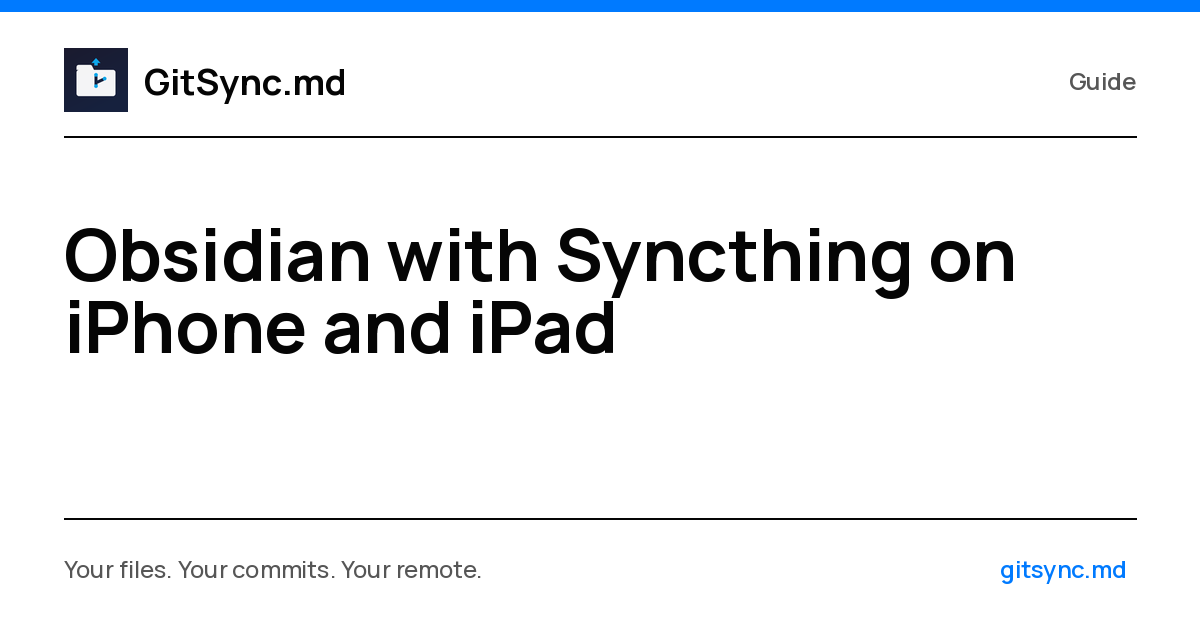 GitSync.md
Guide
Obsidian with Syncthing on
iPhone and iPad
Your files. Your commits. Your remote.
gitsync.md